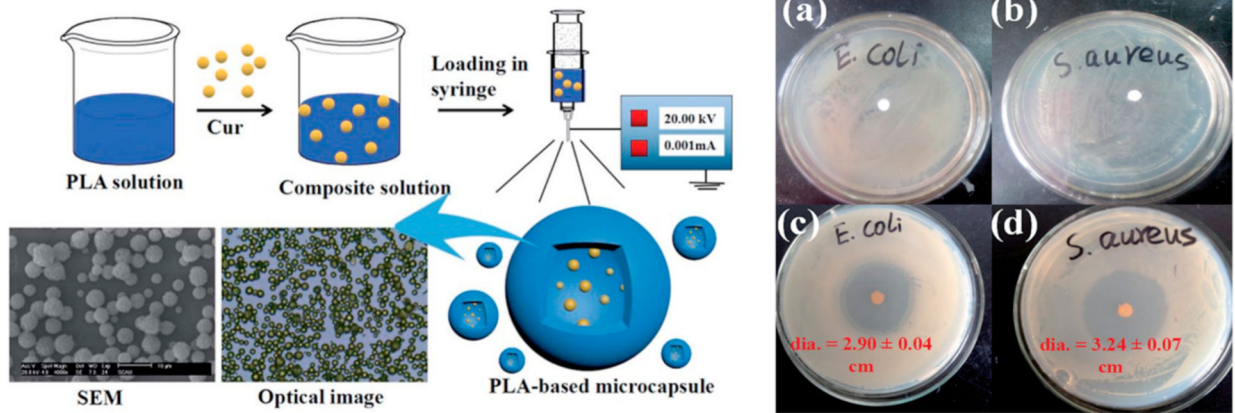 PLA solution
Cur
Composite solution
Loading in
syringe
20.00 kV
0.001mA
SEM
Optical image
PLA-based microcapsule
(a)
E. coli
(b)
S. aureus
(c)
E. coli
dia. = 2.90 ± 0.04
cm
(d)
S. aureus
dia. = 3.24 ± 0.07
cm